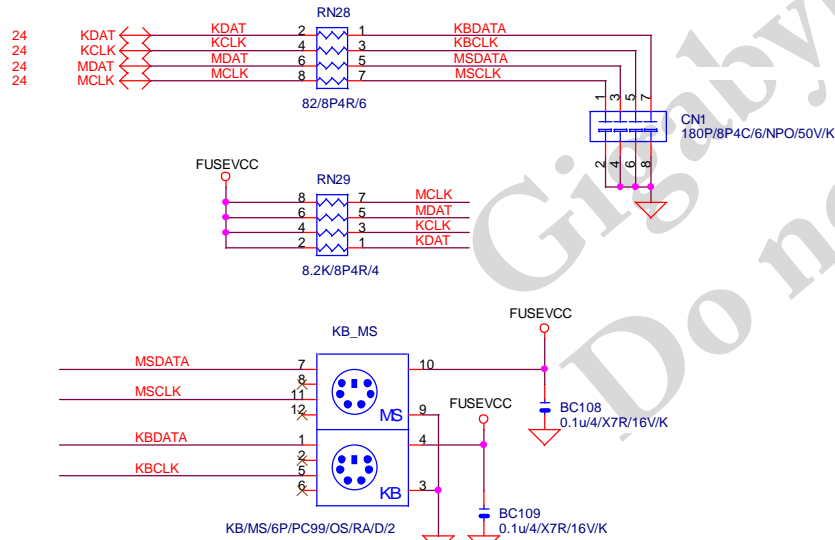 RN28
24 KDAT KDAT 2 1 KBDATA
24 KCLK KCLK 4 3 KBCLK
24 MDAT MDAT 6 5 MSDATA
24 MCLK MCLK 8 7 MSCLK
82/8P4R/6
1 3 5 7
CN1
180P/8P4C/6/NPO/50V/K
2 4 6 8
FUSEVCC
RN29
8 7 MCLK
6 5 MDAT
4 3 KCLK
2 1 KDAT
8.2K/8P4R/4
FUSEVCC
KB_MS
MSDATA 7 10
8
MSCLK 11
12 MS 9
FUSEVCC
BC108
0.1u/4/X7R/16V/K
KBDATA 1 4
2
KBCLK 5
6 KB 3
KB/MS/6P/PC99/OS/RA/D/2
BC109
0.1u/4/X7R/16V/K
Gigaby
Do no